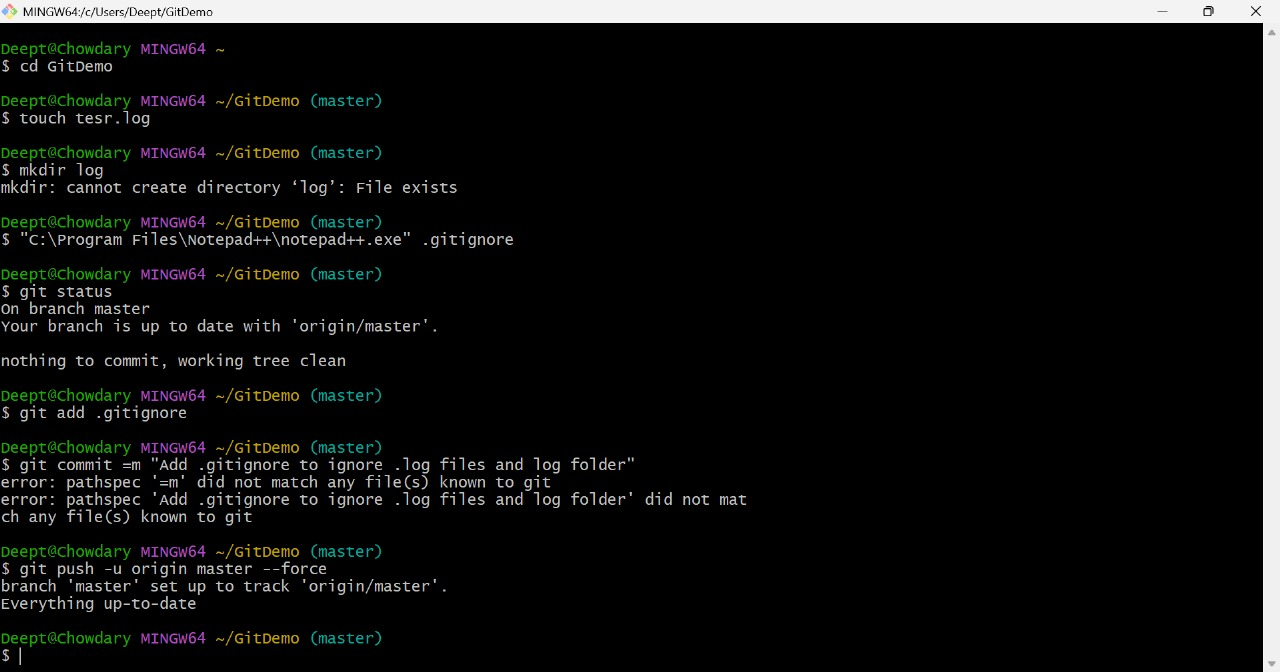 MINGW64:/c/Users/Deept/GitDemo
Deept@Chowdary MINGW64 ~
$ cd GitDemo
Deept@Chowdary MINGW64 ~/GitDemo (master)
$ touch tesr.log
Deept@Chowdary MINGW64 ~/GitDemo (master)
$ mkdir log
mkdir: cannot create directory ‘log’: File exists
Deept@Chowdary MINGW64 ~/GitDemo (master)
$ "C:\Program Files\Notepad++\notepad++.exe" .gitignore
Deept@Chowdary MINGW64 ~/GitDemo (master)
$ git status
On branch master
Your branch is up to date with 'origin/master'.
nothing to commit, working tree clean
Deept@Chowdary MINGW64 ~/GitDemo (master)
$ git add .gitignore
Deept@Chowdary MINGW64 ~/GitDemo (master)
$ git commit =m "Add .gitignore to ignore .log files and log folder"
error: pathspec '=m' did not match any file(s) known to git
error: pathspec 'Add .gitignore to ignore .log files and log folder' did not mat
ch any file(s) known to git
Deept@Chowdary MINGW64 ~/GitDemo (master)
$ git push -u origin master --force
branch 'master' set up to track 'origin/master'.
Everything up-to-date
Deept@Chowdary MINGW64 ~/GitDemo (master)
$